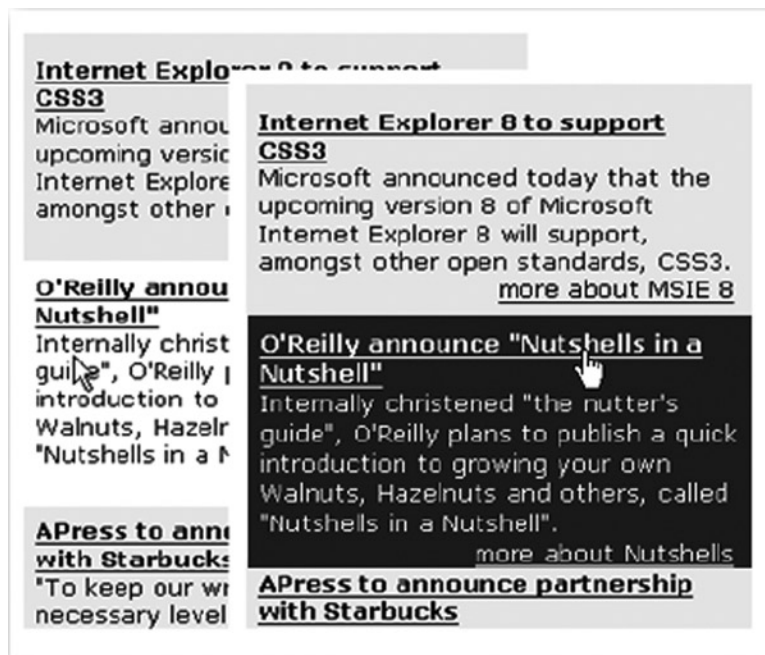 Internet Explorer 8 to support
CSS3
Microsoft annou
upcoming versic
Internet Explore
amongst other
O'Reilly annou
Nutshell"
Internally christ
guide", O'Reilly
introduction to
Walnuts, Hazelr
"Nutshells in a N
APress to anno
with Starbucks
"To keep our wr
necessary level
Internet Explorer 8 to support
CSS3
Microsoft announced today that the
upcoming version 8 of Microsoft
Internet Explorer 8 will support,
amongst other open standards, CSS3.
more about MSIE 8
O'Reilly announce "Nutshells in a
Nutshell"
Internally christened "the nutter's
guide", O'Reilly plans to publish a quick
introduction to growing your own
Walnuts, Hazelnuts and others, called
"Nutshells in a Nutshell".
more about Nutshells
APress to announce partnership
with Starbucks